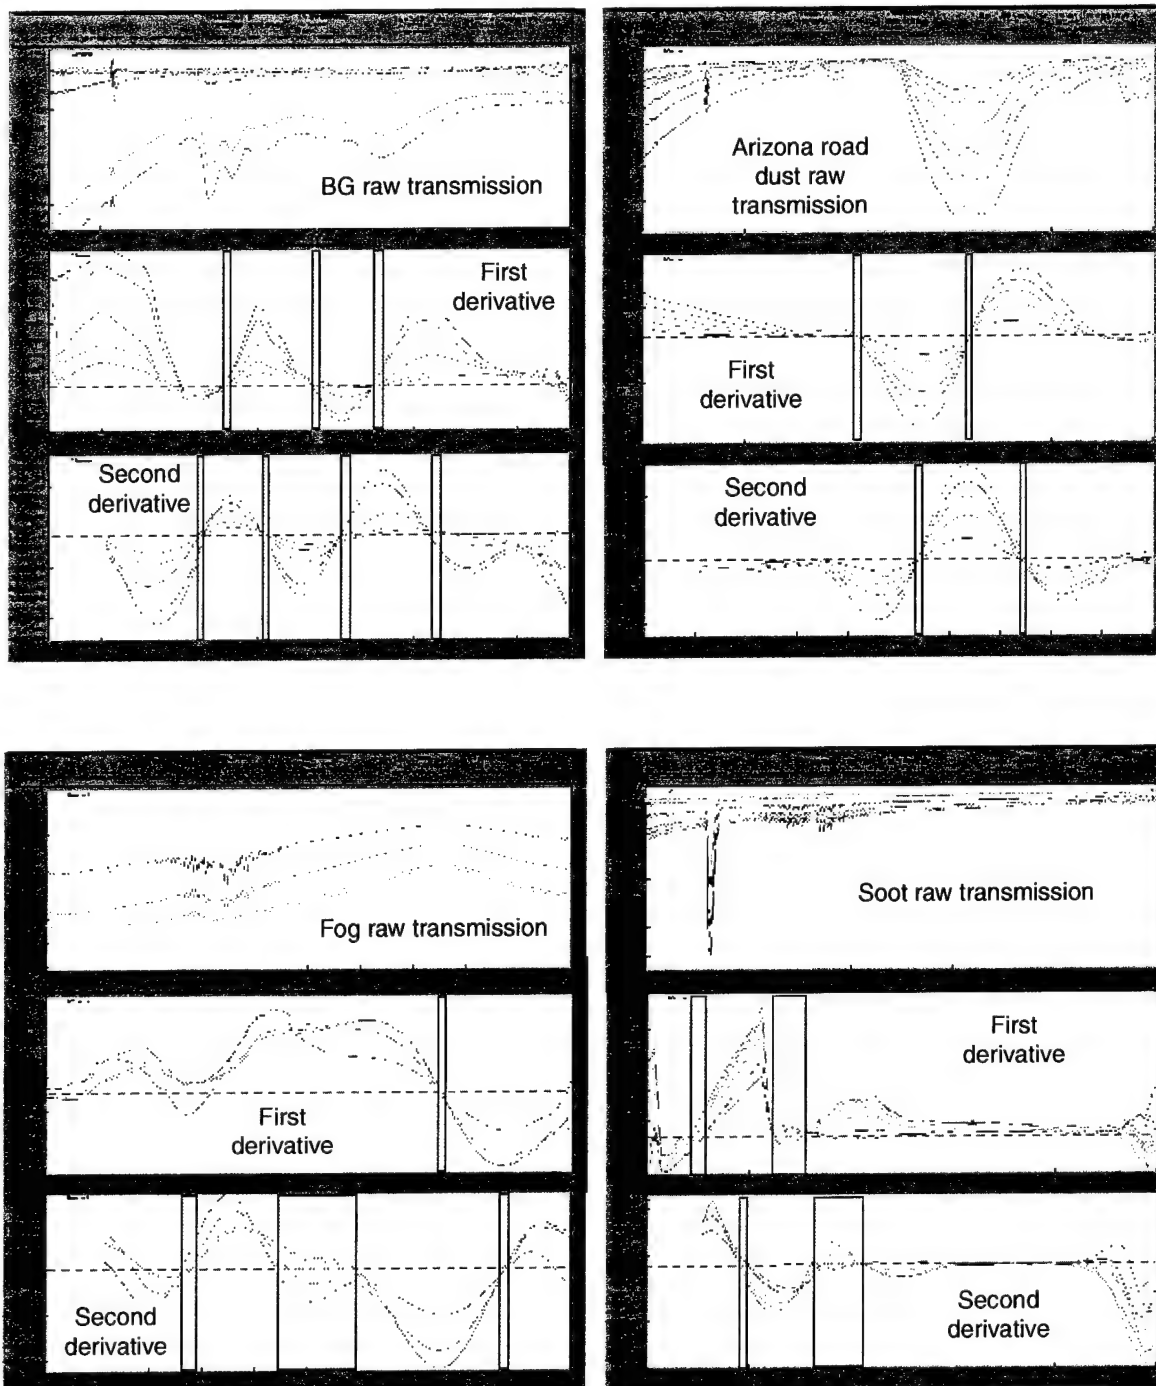 BG raw transmission
First
derivative
Second
derivative
Arizona road
dust raw
transmission
First
derivative
Second
derivative
Fog raw transmission
First
derivative
Second
derivative
Soot raw transmission
First
derivative
Second
derivative